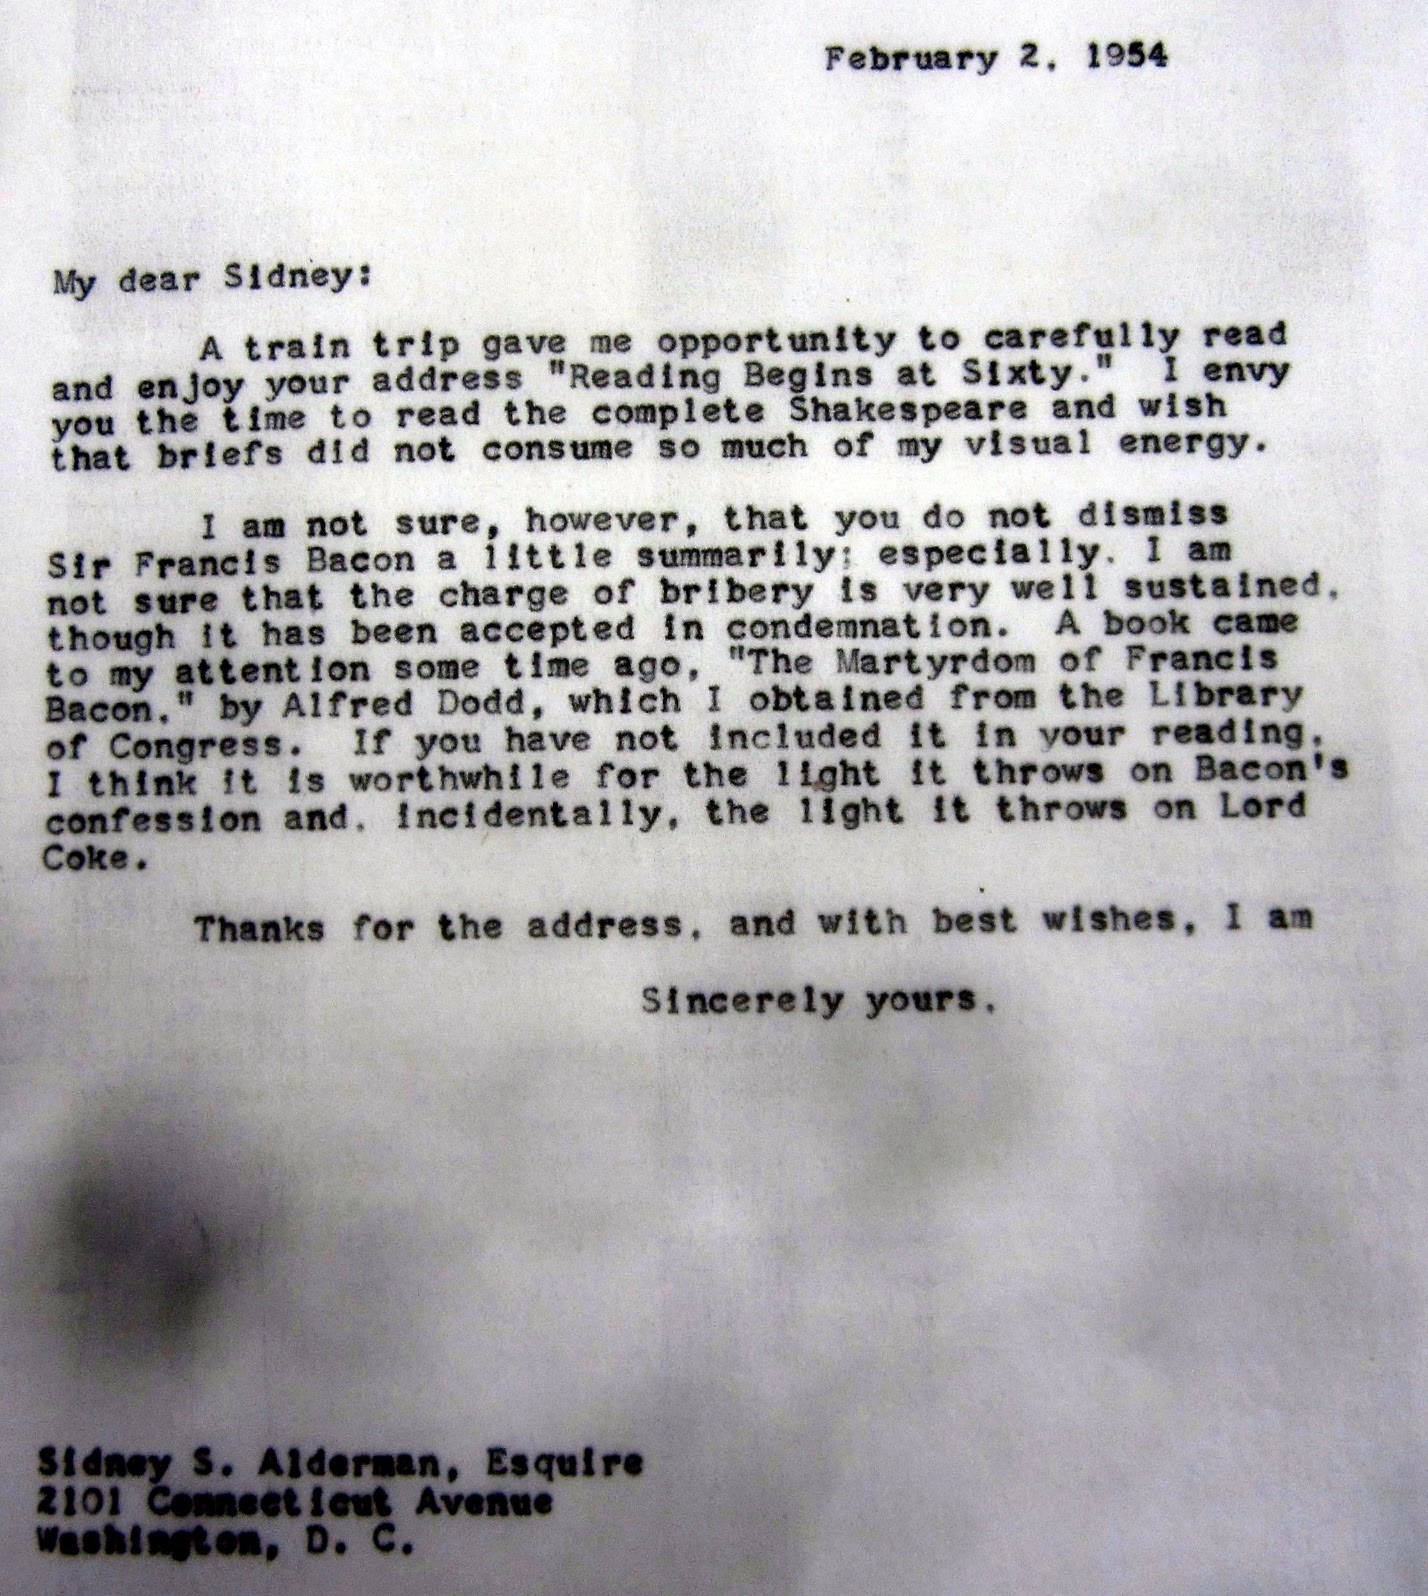 February 2, 1954
My dear Sidney:
A train trip gave me opportunity to carefully read
and enjoy your address "Reading Begins at Sixty." I envy
you the time to read the complete Shakespeare and wish
that briefs did not consume so much of my visual energy.
I am not sure, however, that you do not dismiss
Sir Francis Bacon a little summarily; especially, I am
not sure that the charge of bribery is very well sustained,
though it has been accepted in condemnation. A book came
to my attention some time ago, "The Martyrdom of Francis
Bacon," by Alfred Dodd, which I obtained from the Library
of Congress. If you have not included it in your reading,
I think it is worthwhile for the light it throws on Bacon's
confession and, incidentally, the light it throws on Lord
Coke.
Thanks for the address, and with best wishes, I am
Sincerely yours,
Sidney S. Alderman, Esquire
2101 Connecticut Avenue
Washington, D. C.